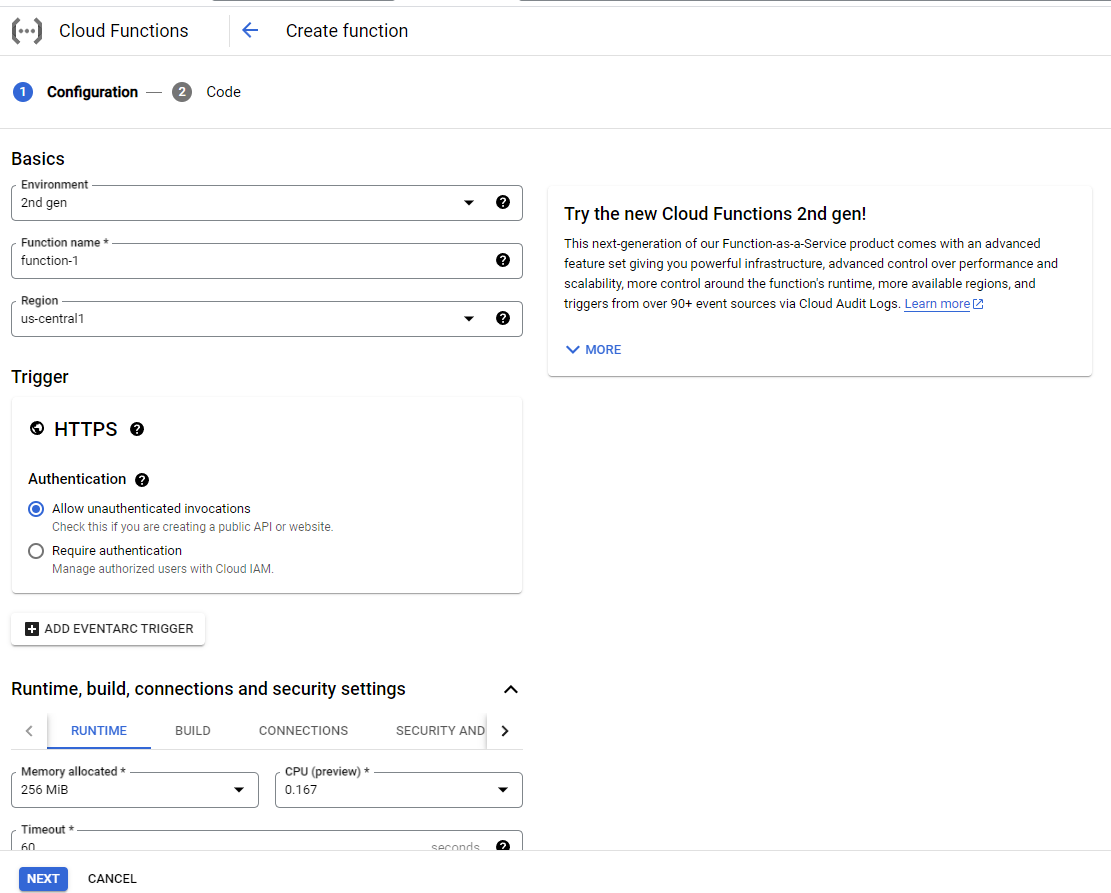 Cloud Functions
Create function
1 Configuration — 2 Code
Basics
Environment
2nd gen
Function name *
function-1
Region
us-central1
Try the new Cloud Functions 2nd gen!
This next-generation of our Function-as-a-Service product comes with an advanced
feature set giving you powerful infrastructure, advanced control over performance and
scalability, more control around the function's runtime, more available regions, and
triggers from over 90+ event sources via Cloud Audit Logs. Learn more
MORE
Trigger
HTTPS
Authentication
Allow unauthenticated invocations
Check this if you are creating a public API or website.
Require authentication
Manage authorized users with Cloud IAM.
ADD EVENTARC TRIGGER
Runtime, build, connections and security settings
RUNTIME BUILD CONNECTIONS SECURITY AND
Memory allocated *
256 MiB
CPU (preview) *
0.167
Timeout *
60 seconds
NEXT CANCEL